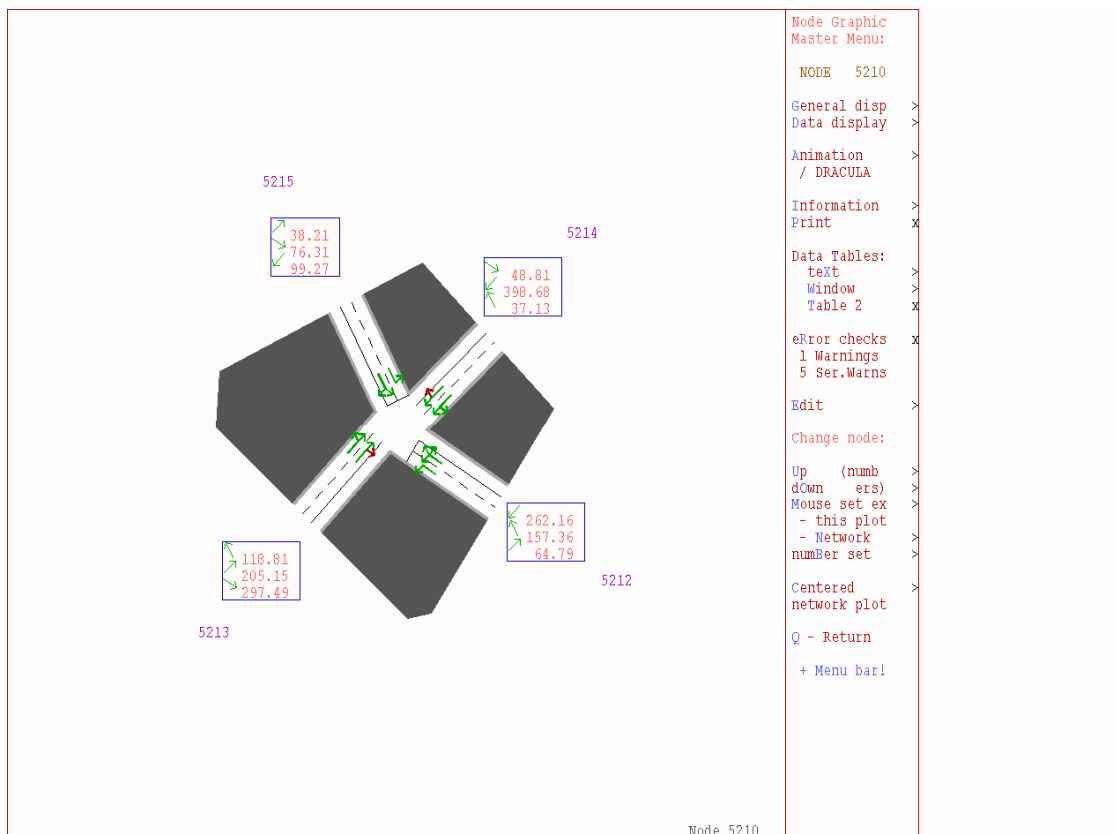 5215
38.21
76.31
99.27
5214
48.81
398.68
37.13
262.16
157.36
64.79
5212
118.81
205.15
297.49
5213
Node 5210
Node Graphic
Master Menu:
NODE 5210
General disp >
Data display >
Animation >
/ DRACULA
Information >
Print x
Data Tables:
teXt >
Window >
Table 2 x
eRror checks x
1 Warnings
5 Ser.Warns
Edit >
Change node:
Up (numb >
dOwn ers) >
Mouse set ex >
- this plot
- Network >
numBer set >
Centered >
network plot
Q - Return
+ Menu bar!